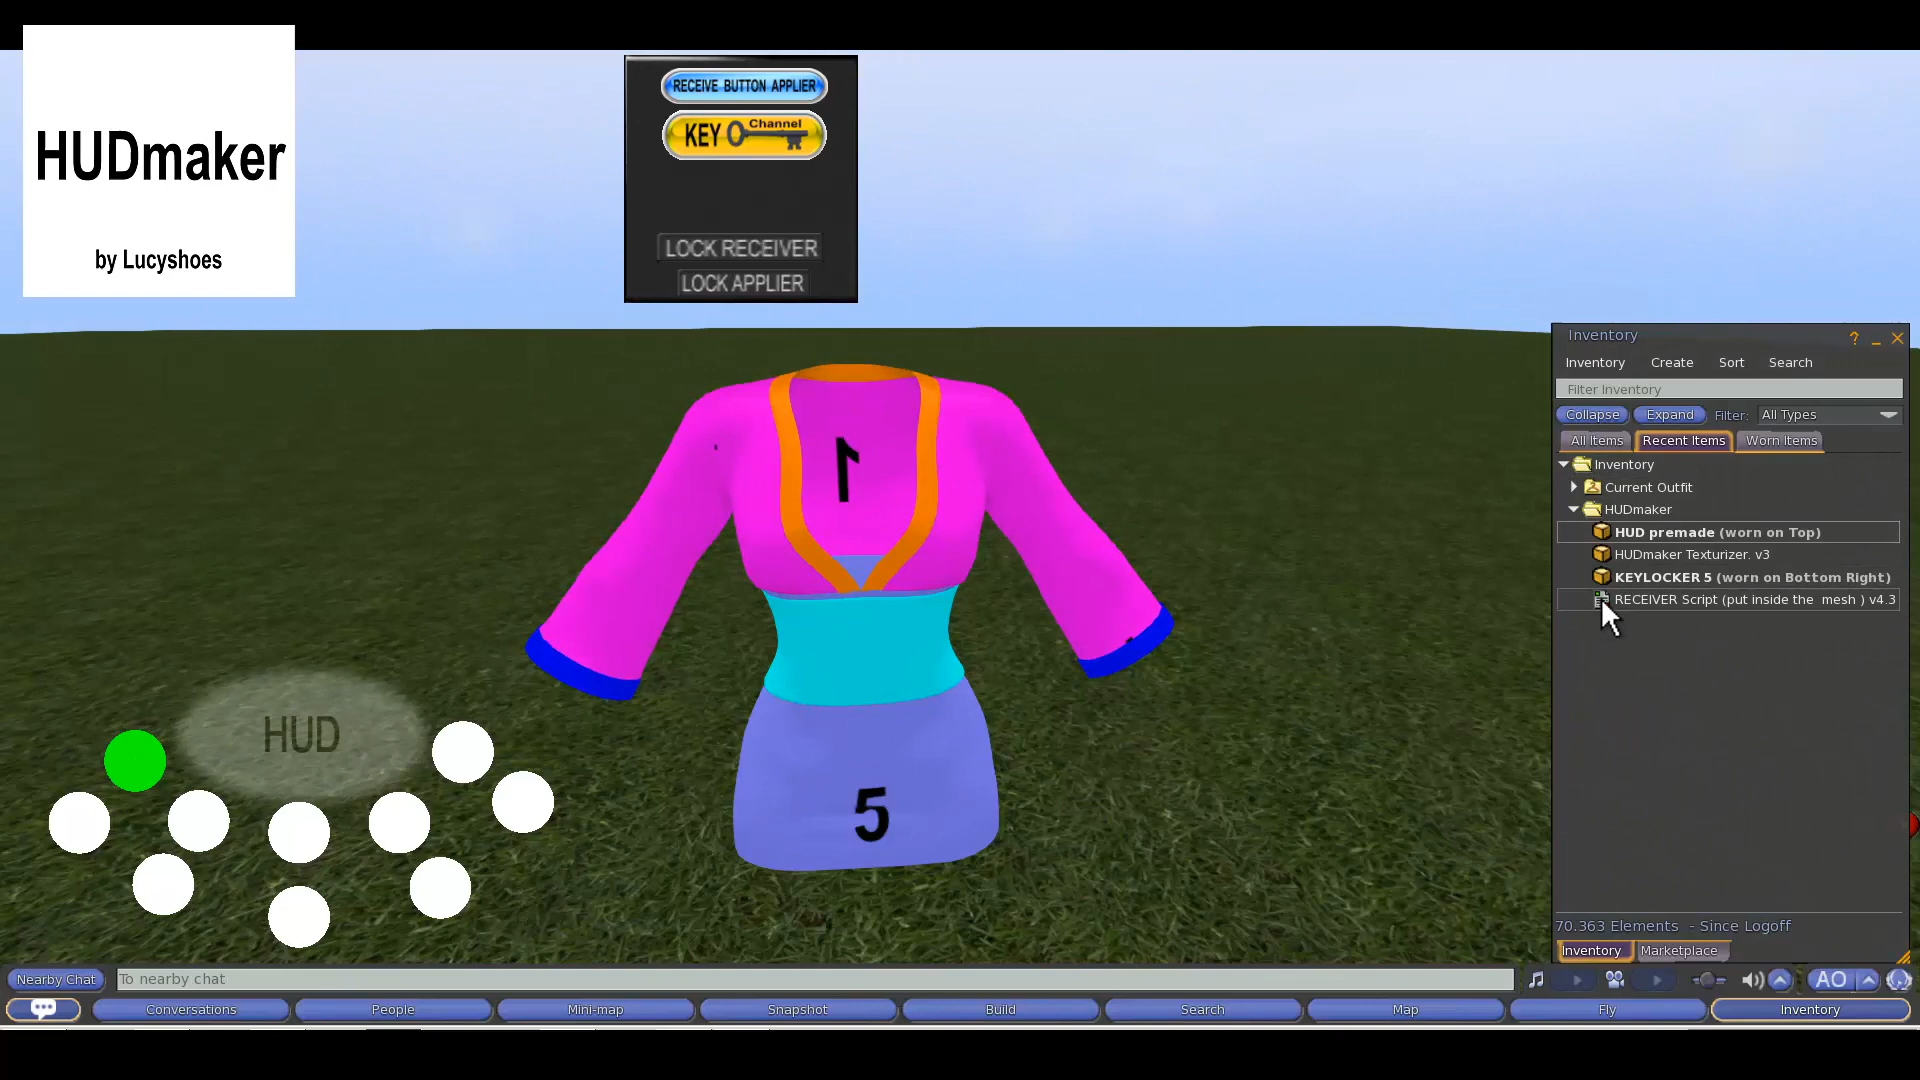 HUDmaker
by Lucyshoes
RECEIVE BUTTON APPLIER
KEY Channel
LOCK RECEIVER
LOCK APPLIER
1
5
HUD
Inventory
?
Inventory Create Sort Search
Filter Inventory
Collapse Expand Filter: All Types
All Items Recent Items Worn Items
Inventory
Current Outfit
HUDmaker
HUD premade (worn on Top)
HUDmaker Texturizer. v3
KEYLOCKER 5 (worn on Bottom Right)
RECEIVER Script (put inside the mesh ) v4.3
70.363 Elements - Since Logoff
Inventory Marketplace
Nearby Chat To nearby chat AO
Conversations People Mini-map Snapshot Build Search Map Fly Inventory